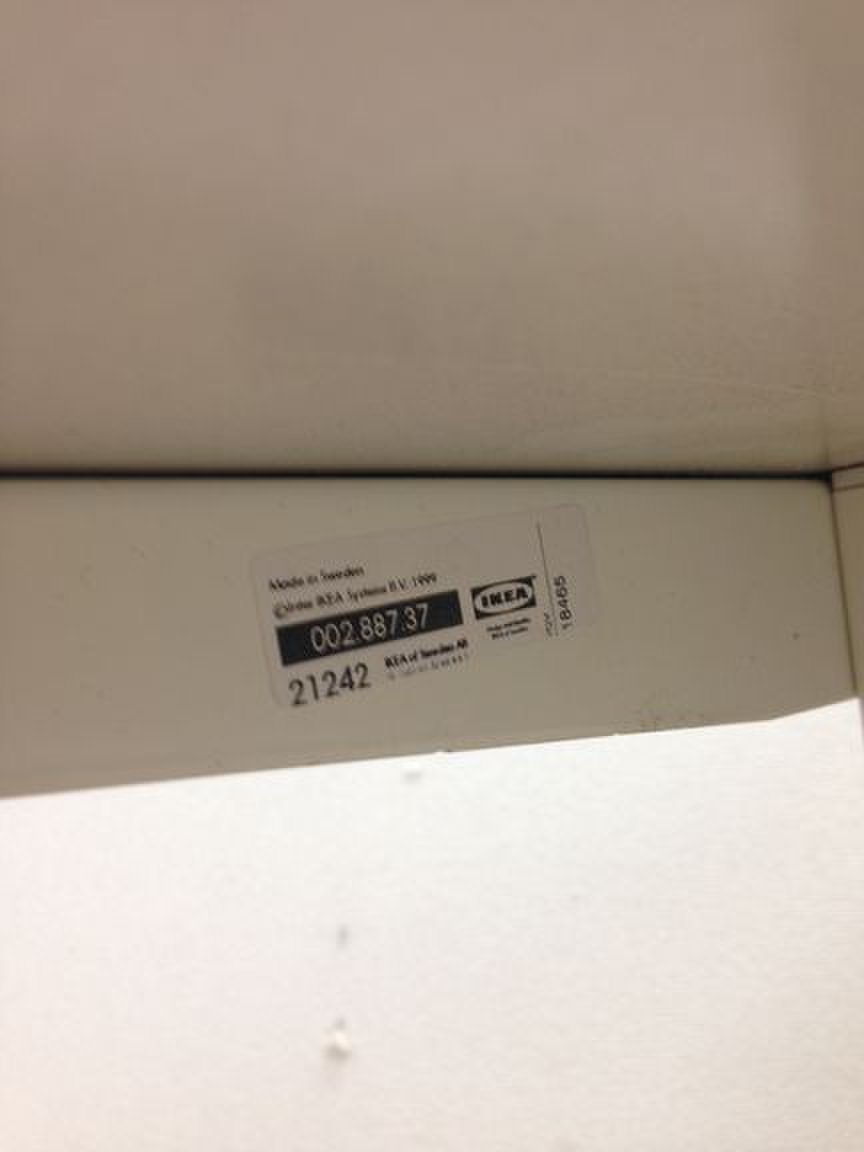 Made in Sweden
©Inter IKEA Systems B.V. 1999
002.887.37
21242
IKEA of Sweden AB
IKEA
18465